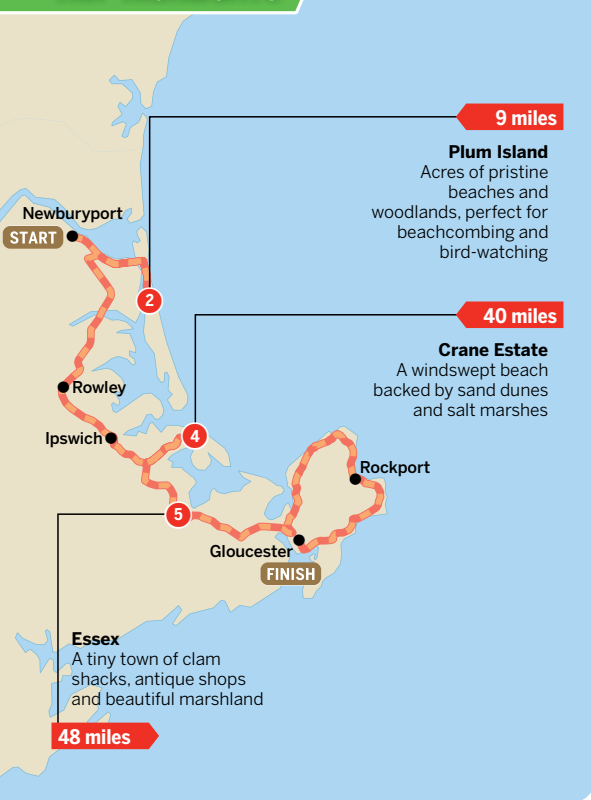 9 miles
Plum Island
Acres of pristine
beaches and
woodlands, perfect for
beachcombing and
bird-watching
Newburyport
START
2
40 miles
Crane Estate
A windswept beach
backed by sand dunes
and salt marshes
Rowley
Ipswich
4
Rockport
5
Gloucester
FINISH
Essex
A tiny town of clam
shacks, antique shops
and beautiful marshland
48 miles